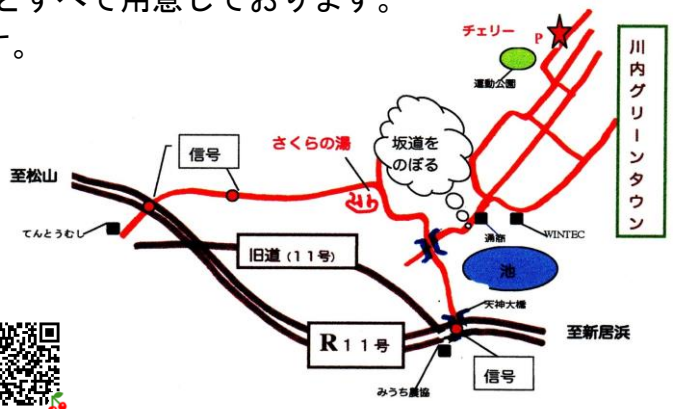 とすべて用意しております。
す。
チェリー
P
運動公園
川内グリーンタウン
坂道を
のぼる
さくらの湯
信号
至松山
てんとうむし
旧道(11号)
WINTEC
池
天神大橋
R11号
至新居浜
信号
みうち農協